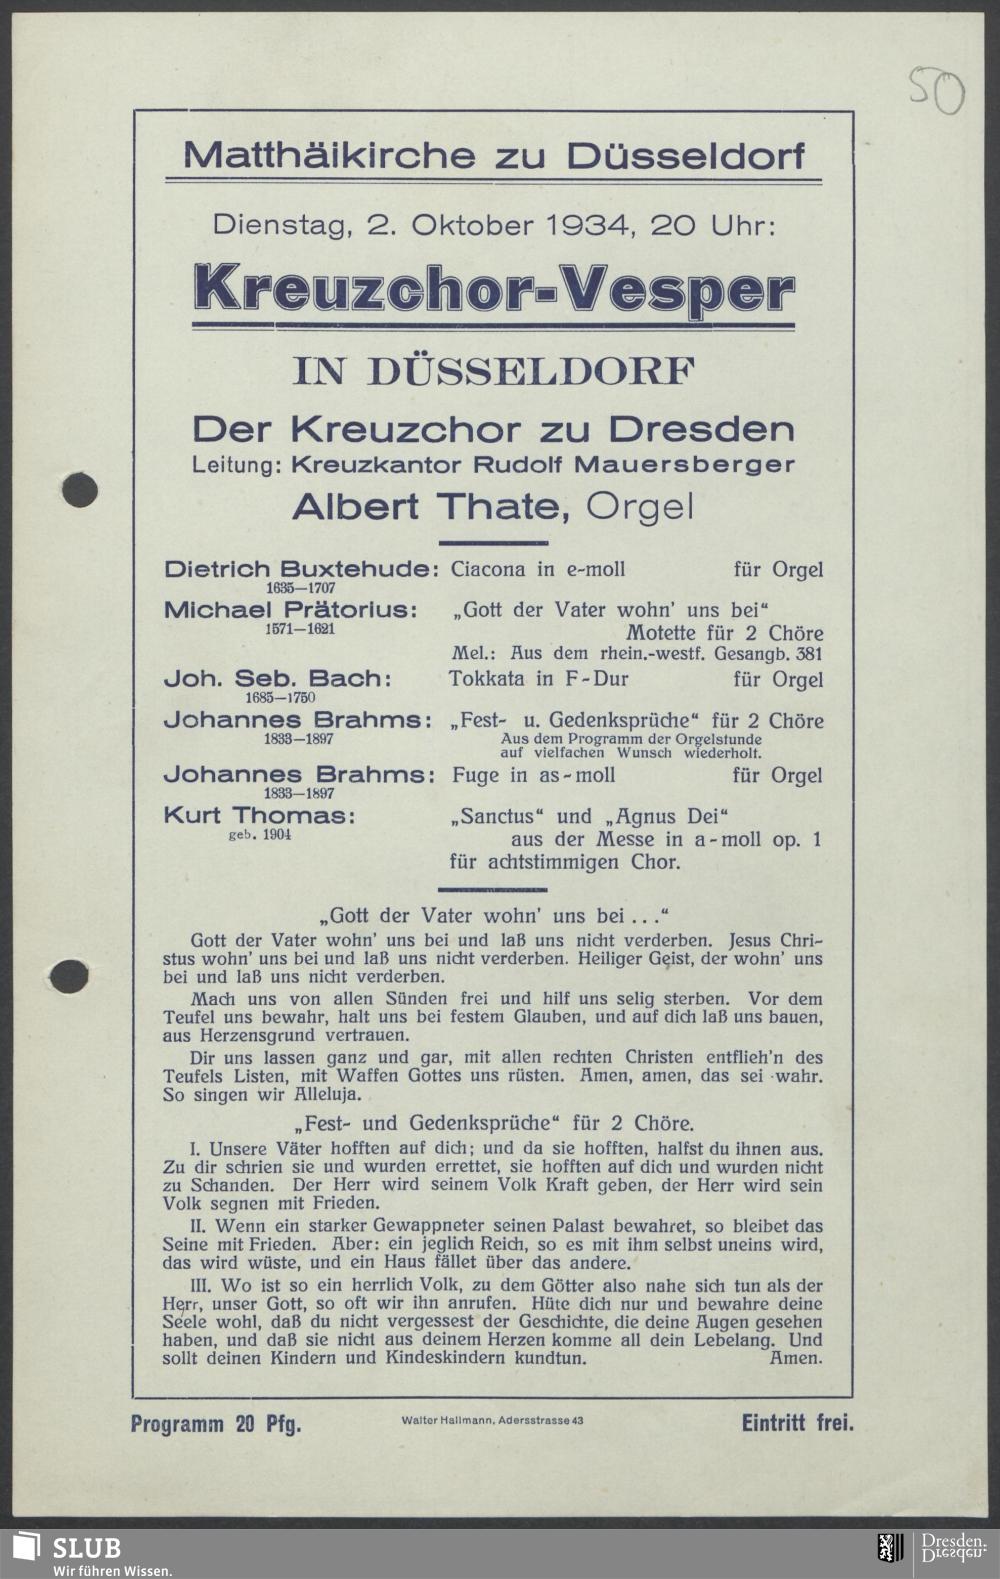 50
Matthäikirche zu Düsseldorf
Dienstag, 2. Oktober 1934, 20 Uhr:
Kreuzchor-Vesper
IN DÜSSELDORF
Der Kreuzchor zu Dresden
Leitung: Kreuzkantor Rudolf Mauersberger
Albert Thate, Orgel
Dietrich Buxtehude: Ciacona in e-moll für Orgel
1635—1707
Michael Prätorius: „Gott der Vater wohn' uns bei“
1571—1621
Motette für 2 Chöre
Mel.: Aus dem rhein.-westf. Gesangb. 381
Joh. Seb. Bach: Tokkata in F-Dur für Orgel
1685—1750
Johannes Brahms: „Fest- u. Gedenksprüche“ für 2 Chöre
1833—1897 Aus dem Programm der Orgelstunde
auf vielfachen Wunsch wiederholt.
Johannes Brahms: Fuge in as-moll für Orgel
1833—1897
Kurt Thomas: „Sanctus“ und „Agnus Dei“
geb. 1904 aus der Messe in a-moll op. 1
für achtstimmigen Chor.
„Gott der Vater wohn' uns bei . . .“
Gott der Vater wohn' uns bei und laß uns nicht verderben. Jesus Chri-
stus wohn' uns bei und laß uns nicht verderben. Heiliger Geist, der wohn' uns
bei und laß uns nicht verderben.
Mach uns von allen Sünden frei und hilf uns selig sterben. Vor dem
Teufel uns bewahr, halt uns bei festem Glauben, und auf dich laß uns bauen,
aus Herzensgrund vertrauen.
Dir uns lassen ganz und gar, mit allen rechten Christen entflieh'n des
Teufels Listen, mit Waffen Gottes uns rüsten. Amen, amen, das sei wahr.
So singen wir Alleluja.
„Fest- und Gedenksprüche“ für 2 Chöre.
I. Unsere Väter hofften auf dich; und da sie hofften, halfst du ihnen aus.
Zu dir schrien sie und wurden errettet, sie hofften auf dich und wurden nicht
zu Schanden. Der Herr wird seinem Volk Kraft geben, der Herr wird sein
Volk segnen mit Frieden.
II. Wenn ein starker Gewappneter seinen Palast bewahret, so bleibet das
Seine mit Frieden. Aber: ein jeglich Reich, so es mit ihm selbst uneins wird,
das wird wüste, und ein Haus fället über das andere.
III. Wo ist so ein herrlich Volk, zu dem Götter also nahe sich tun als der
Herr, unser Gott, so oft wir ihn anrufen. Hüte dich nur und bewahre deine
Seele wohl, daß du nicht vergessest der Geschichte, die deine Augen gesehen
haben, und daß sie nicht aus deinem Herzen komme all dein Lebelang. Und
sollt deinen Kindern und Kindeskindern kundtun. Amen.
Programm 20 Pfg. Walter Hallmann, Adersstrasse 43 Eintritt frei.
SLUB
Wir führen Wissen.
Dresden.
Dresden.